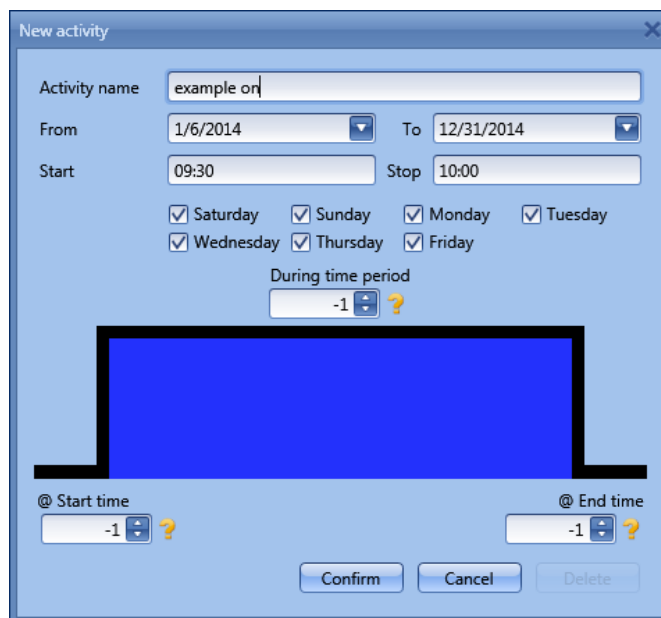 New activity
Activity name example on
From 1/6/2014 To 12/31/2014
Start 09:30 Stop 10:00
Saturday Sunday Monday Tuesday
Wednesday Thursday Friday
During time period
-1 ?
@ Start time @ End time
-1 ? -1 ?
Confirm Cancel Delete